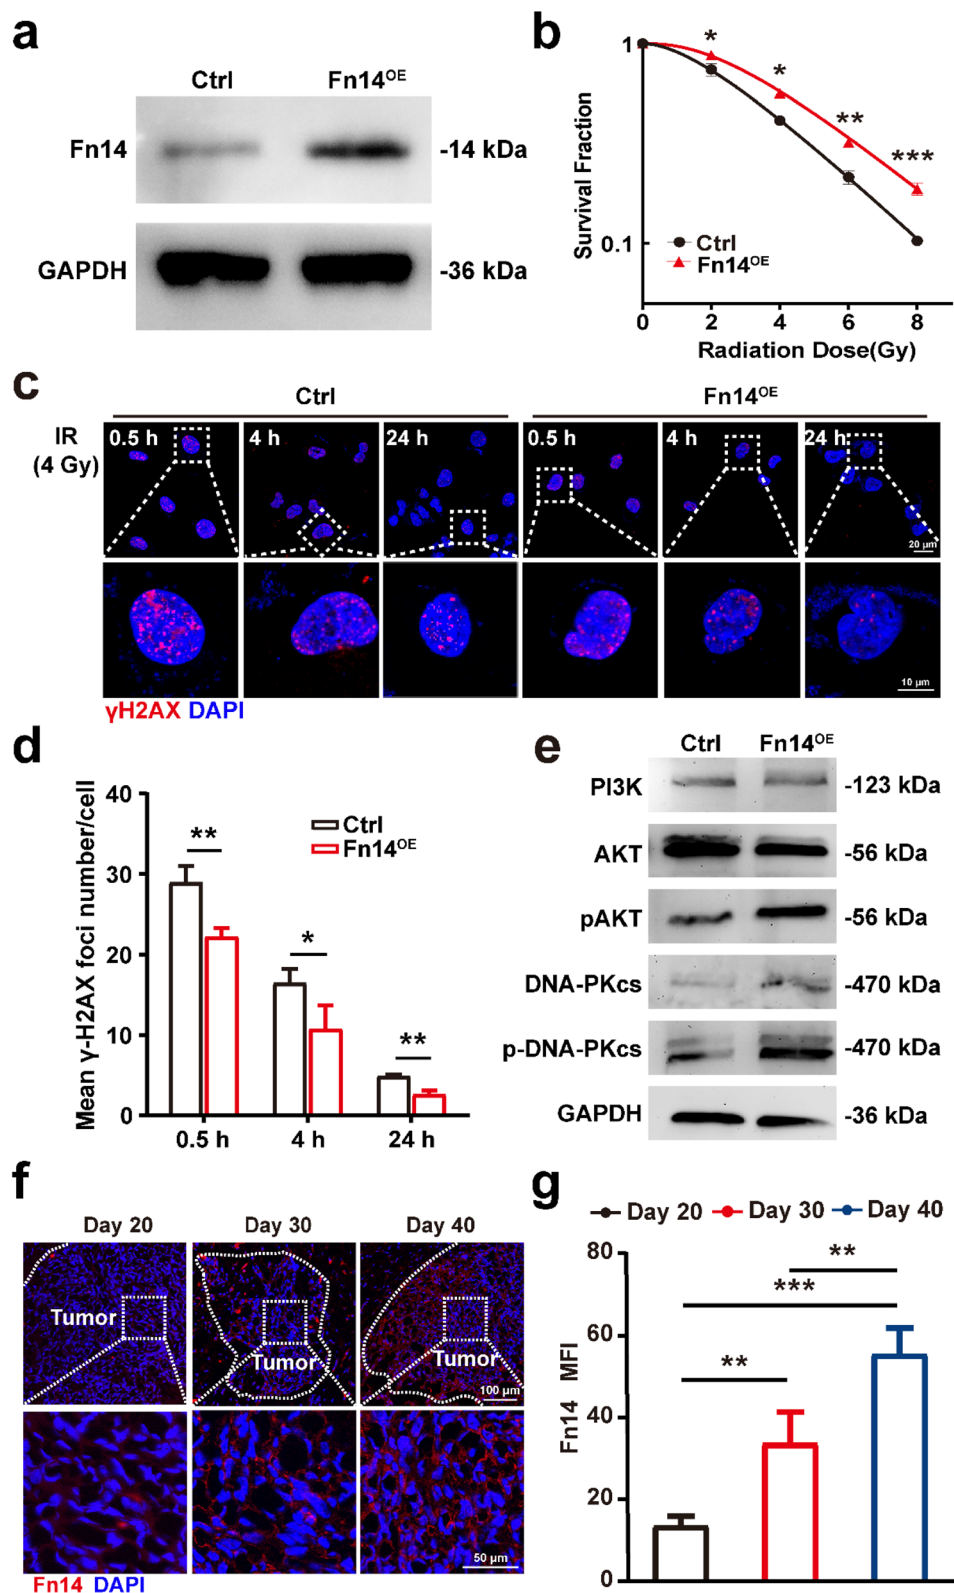 a
Ctrl Fn14OE
Fn14 -14 kDa
GAPDH -36 kDa
b
Survival Fraction
1
0.1
* * ** ***
Ctrl
Fn14OE
0 2 4 6 8
Radiation Dose(Gy)
c
Ctrl Fn14OE
IR
(4 Gy)
0.5 h 4 h 24 h 0.5 h 4 h 24 h
20 μm
10 μm
γH2AX DAPI
d
Mean γ-H2AX foci number/cell
40
30
20
10
0
** * **
Ctrl
Fn14OE
0.5 h 4 h 24 h
e
Ctrl Fn14OE
PI3K -123 kDa
AKT -56 kDa
pAKT -56 kDa
DNA-PKcs -470 kDa
p-DNA-PKcs -470 kDa
GAPDH -36 kDa
f
Day 20 Day 30 Day 40
Tumor Tumor Tumor
100 μm
50 μm
Fn14 DAPI
g
Day 20 Day 30 Day 40
Fn14 MFI
80
60
40
20
0
**
***
**